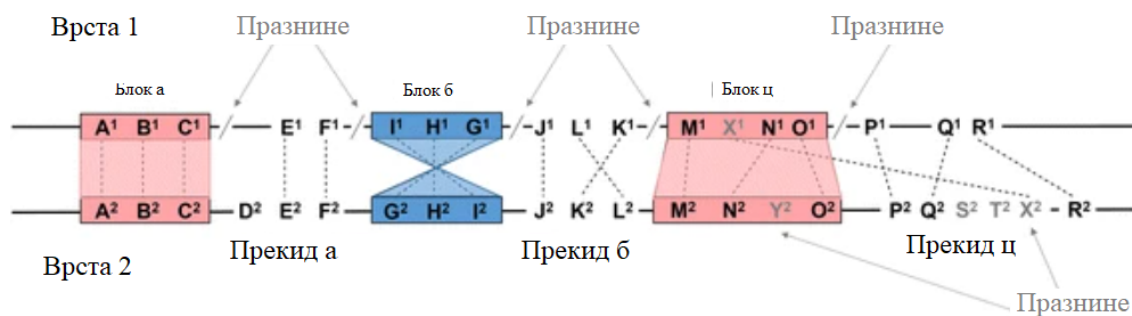 Врста 1 Празнине Празнине Празнине
Блок а Блок б Блок ц
A¹ B¹ C¹ E¹ F¹ I¹ H¹ G¹ J¹ L¹ K¹ M¹ X¹ N¹ O¹ P¹ Q¹ R¹
A² B² C² D² E² F² G² H² I² J² K² L² M² N² Y² O² P² Q² S² T² X² R²
Врста 2 Прекид а Прекид б Прекид ц
Празнине